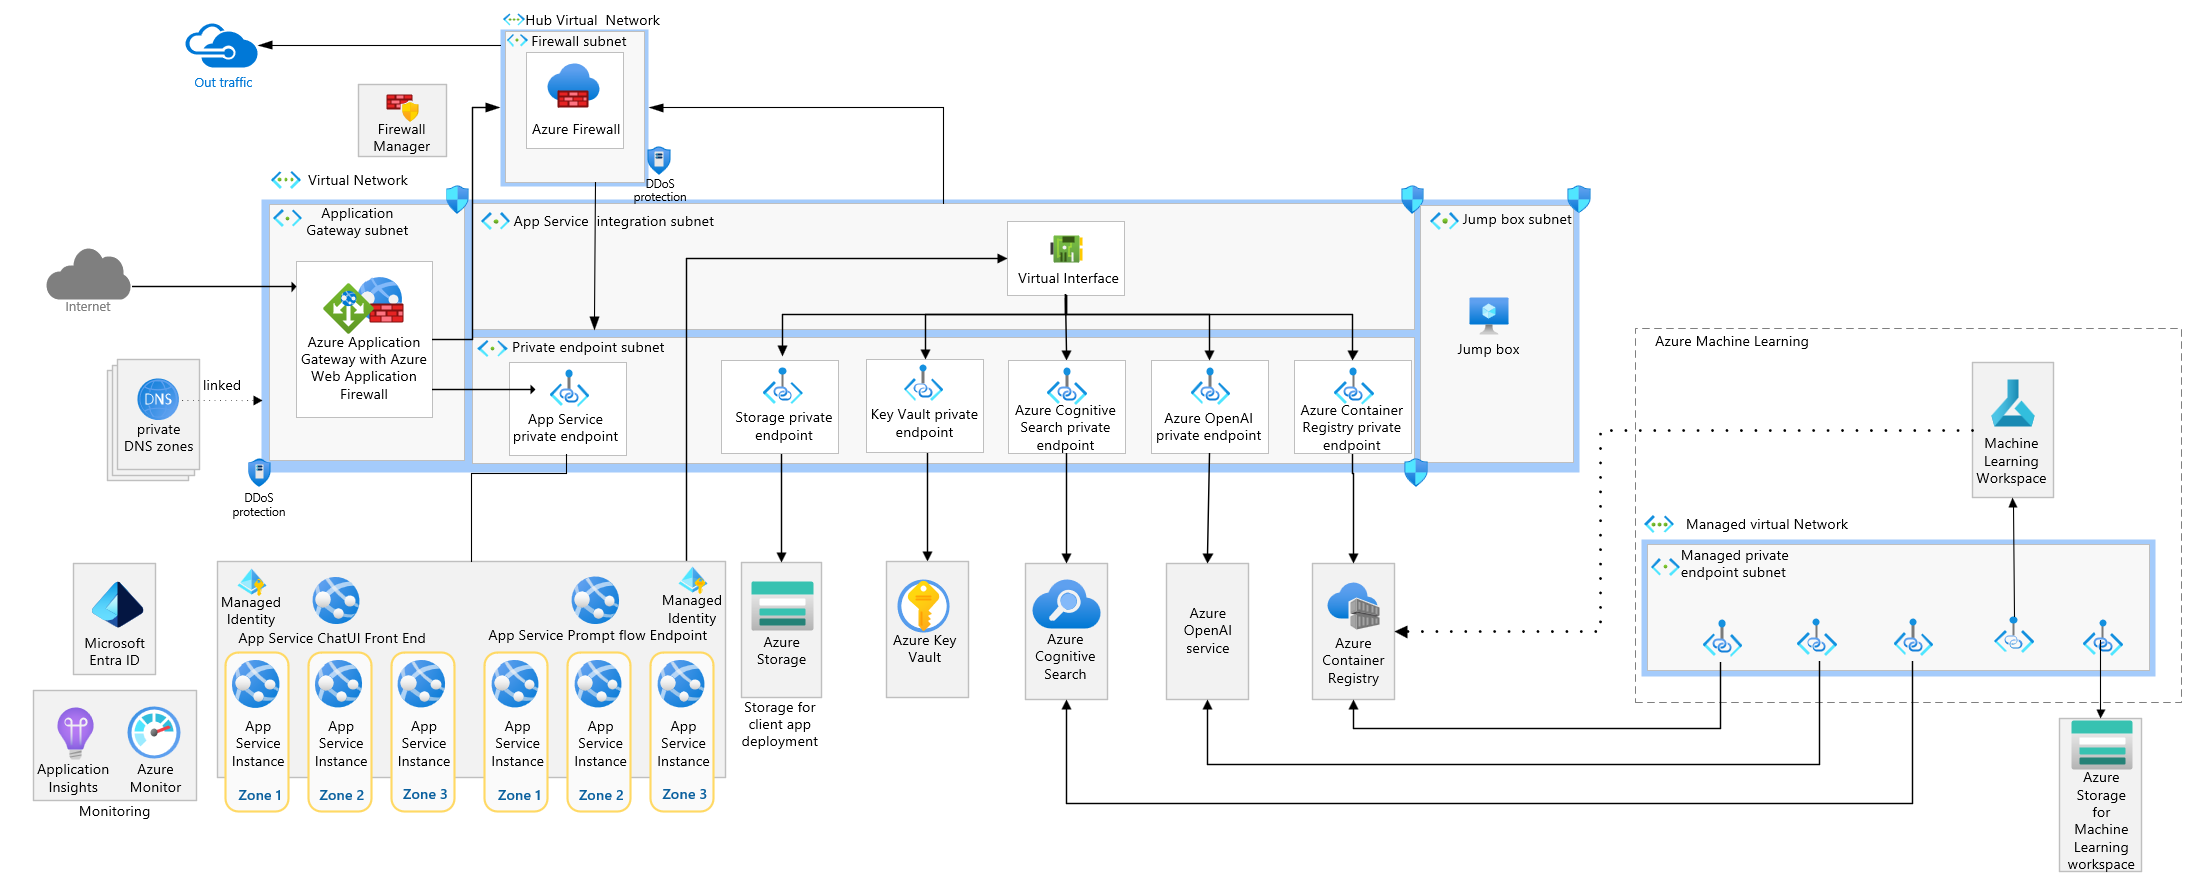 Hub Virtual  Network
Firewall subnet
Azure Firewall
Out traffic
Firewall
Manager
DDoS
protection
Virtual Network
Application
Gateway subnet
App Service integration subnet
Virtual Interface
Jump box subnet
Jump box
Internet
Azure Application
Gateway with Azure
Web Application
Firewall
DNS
private
DNS zones
linked
DDoS
protection
Private endpoint subnet
App Service
private endpoint
Storage private
endpoint
Key Vault private
endpoint
Azure Cognitive
Search private
endpoint
Azure OpenAI
private endpoint
Azure Container
Registry private
endpoint
Azure Machine Learning
Machine
Learning
Workspace
Managed virtual Network
Managed private
endpoint subnet
Microsoft
Entra ID
Application
Insights
Azure
Monitor
Monitoring
Managed
Identity
App Service ChatUI Front End
App Service Prompt flow Endpoint
Managed
Identity
App
Service
Instance
Zone 1
App
Service
Instance
Zone 2
App
Service
Instance
Zone 3
App
Service
Instance
Zone 1
App
Service
Instance
Zone 2
App
Service
Instance
Zone 3
Azure
Storage
Storage for
client app
deployment
Azure Key
Vault
Azure
Cognitive
Search
Azure
OpenAI
service
Azure
Container
Registry
Azure
Storage
for
Machine
Learning
workspace